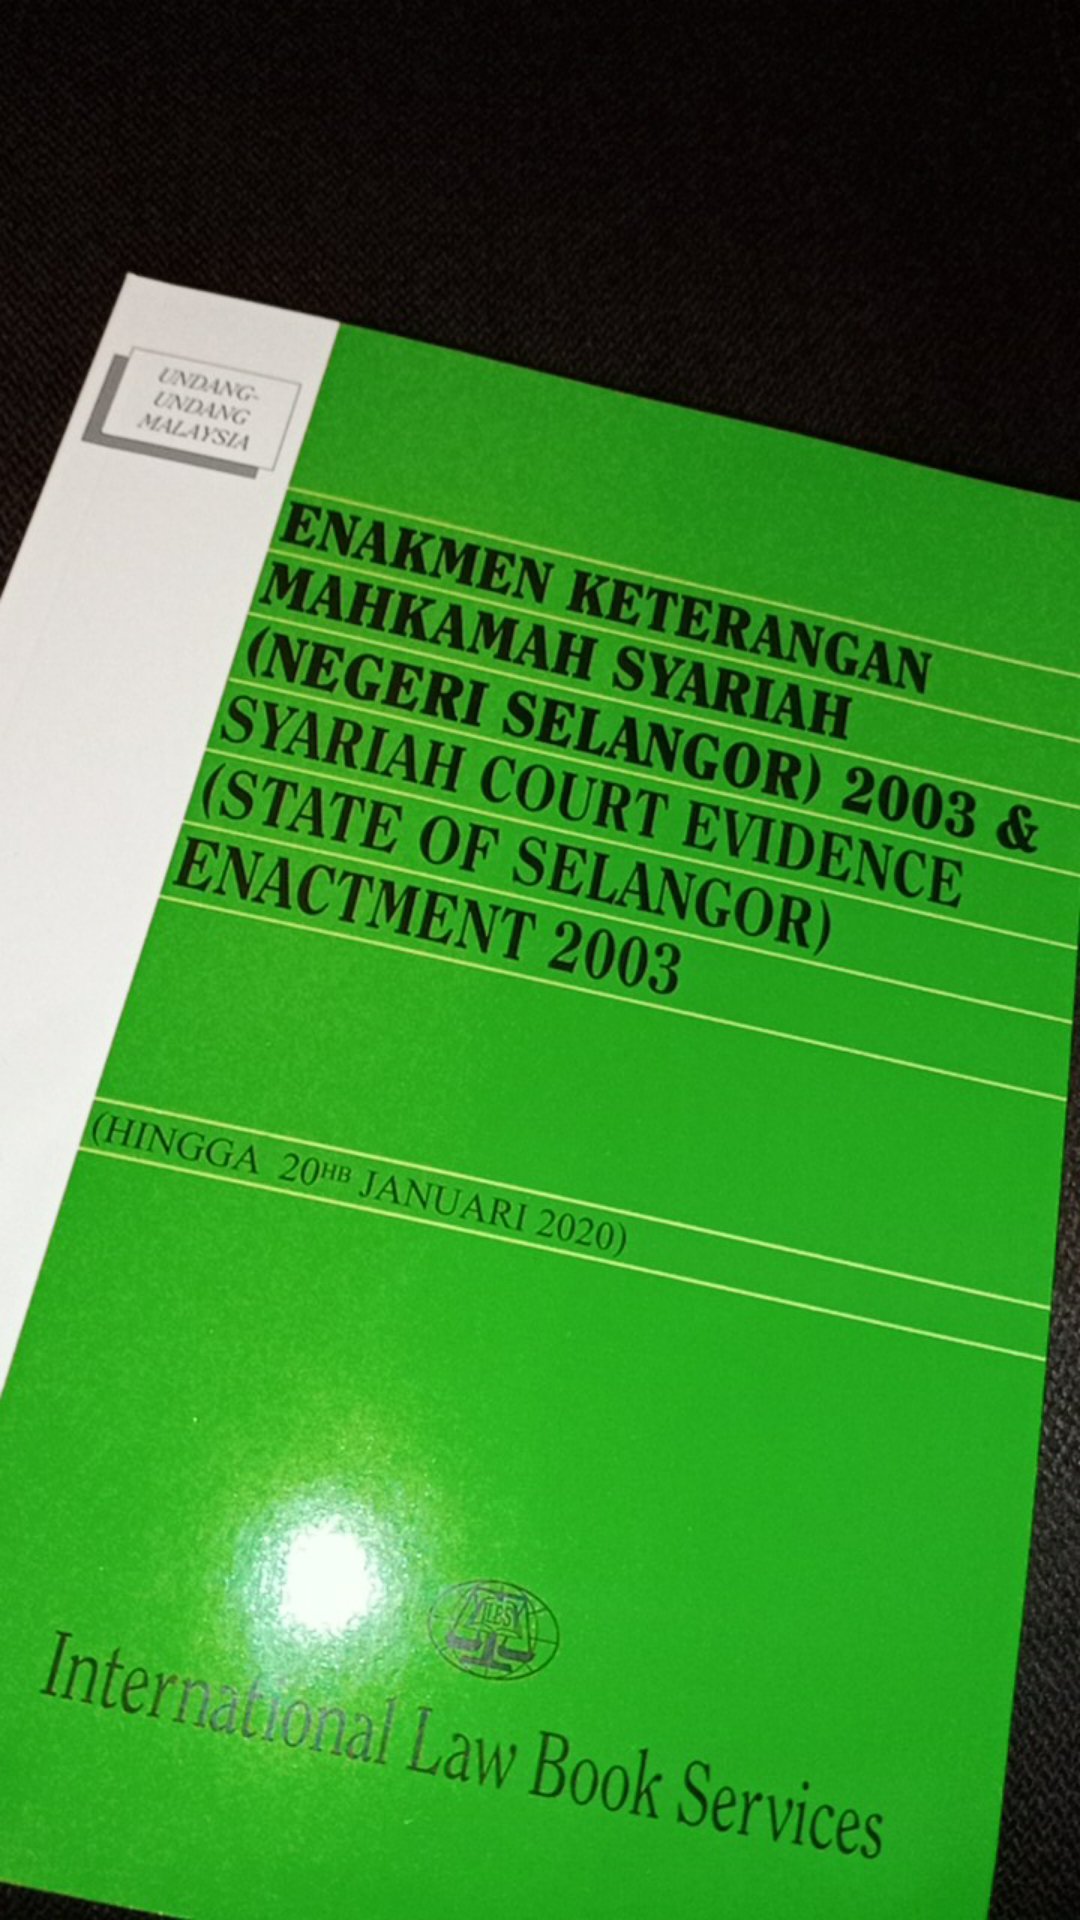 UNDANG-
UNDANG
MALAYSIA
ENAKMEN KETERANGAN
MAHKAMAH SYARIAH
(NEGERI SELANGOR) 2003 &
SYARIAH COURT EVIDENCE
(STATE OF SELANGOR)
ENACTMENT 2003
(HINGGA 20HB JANUARI 2020)
International Law Book Services